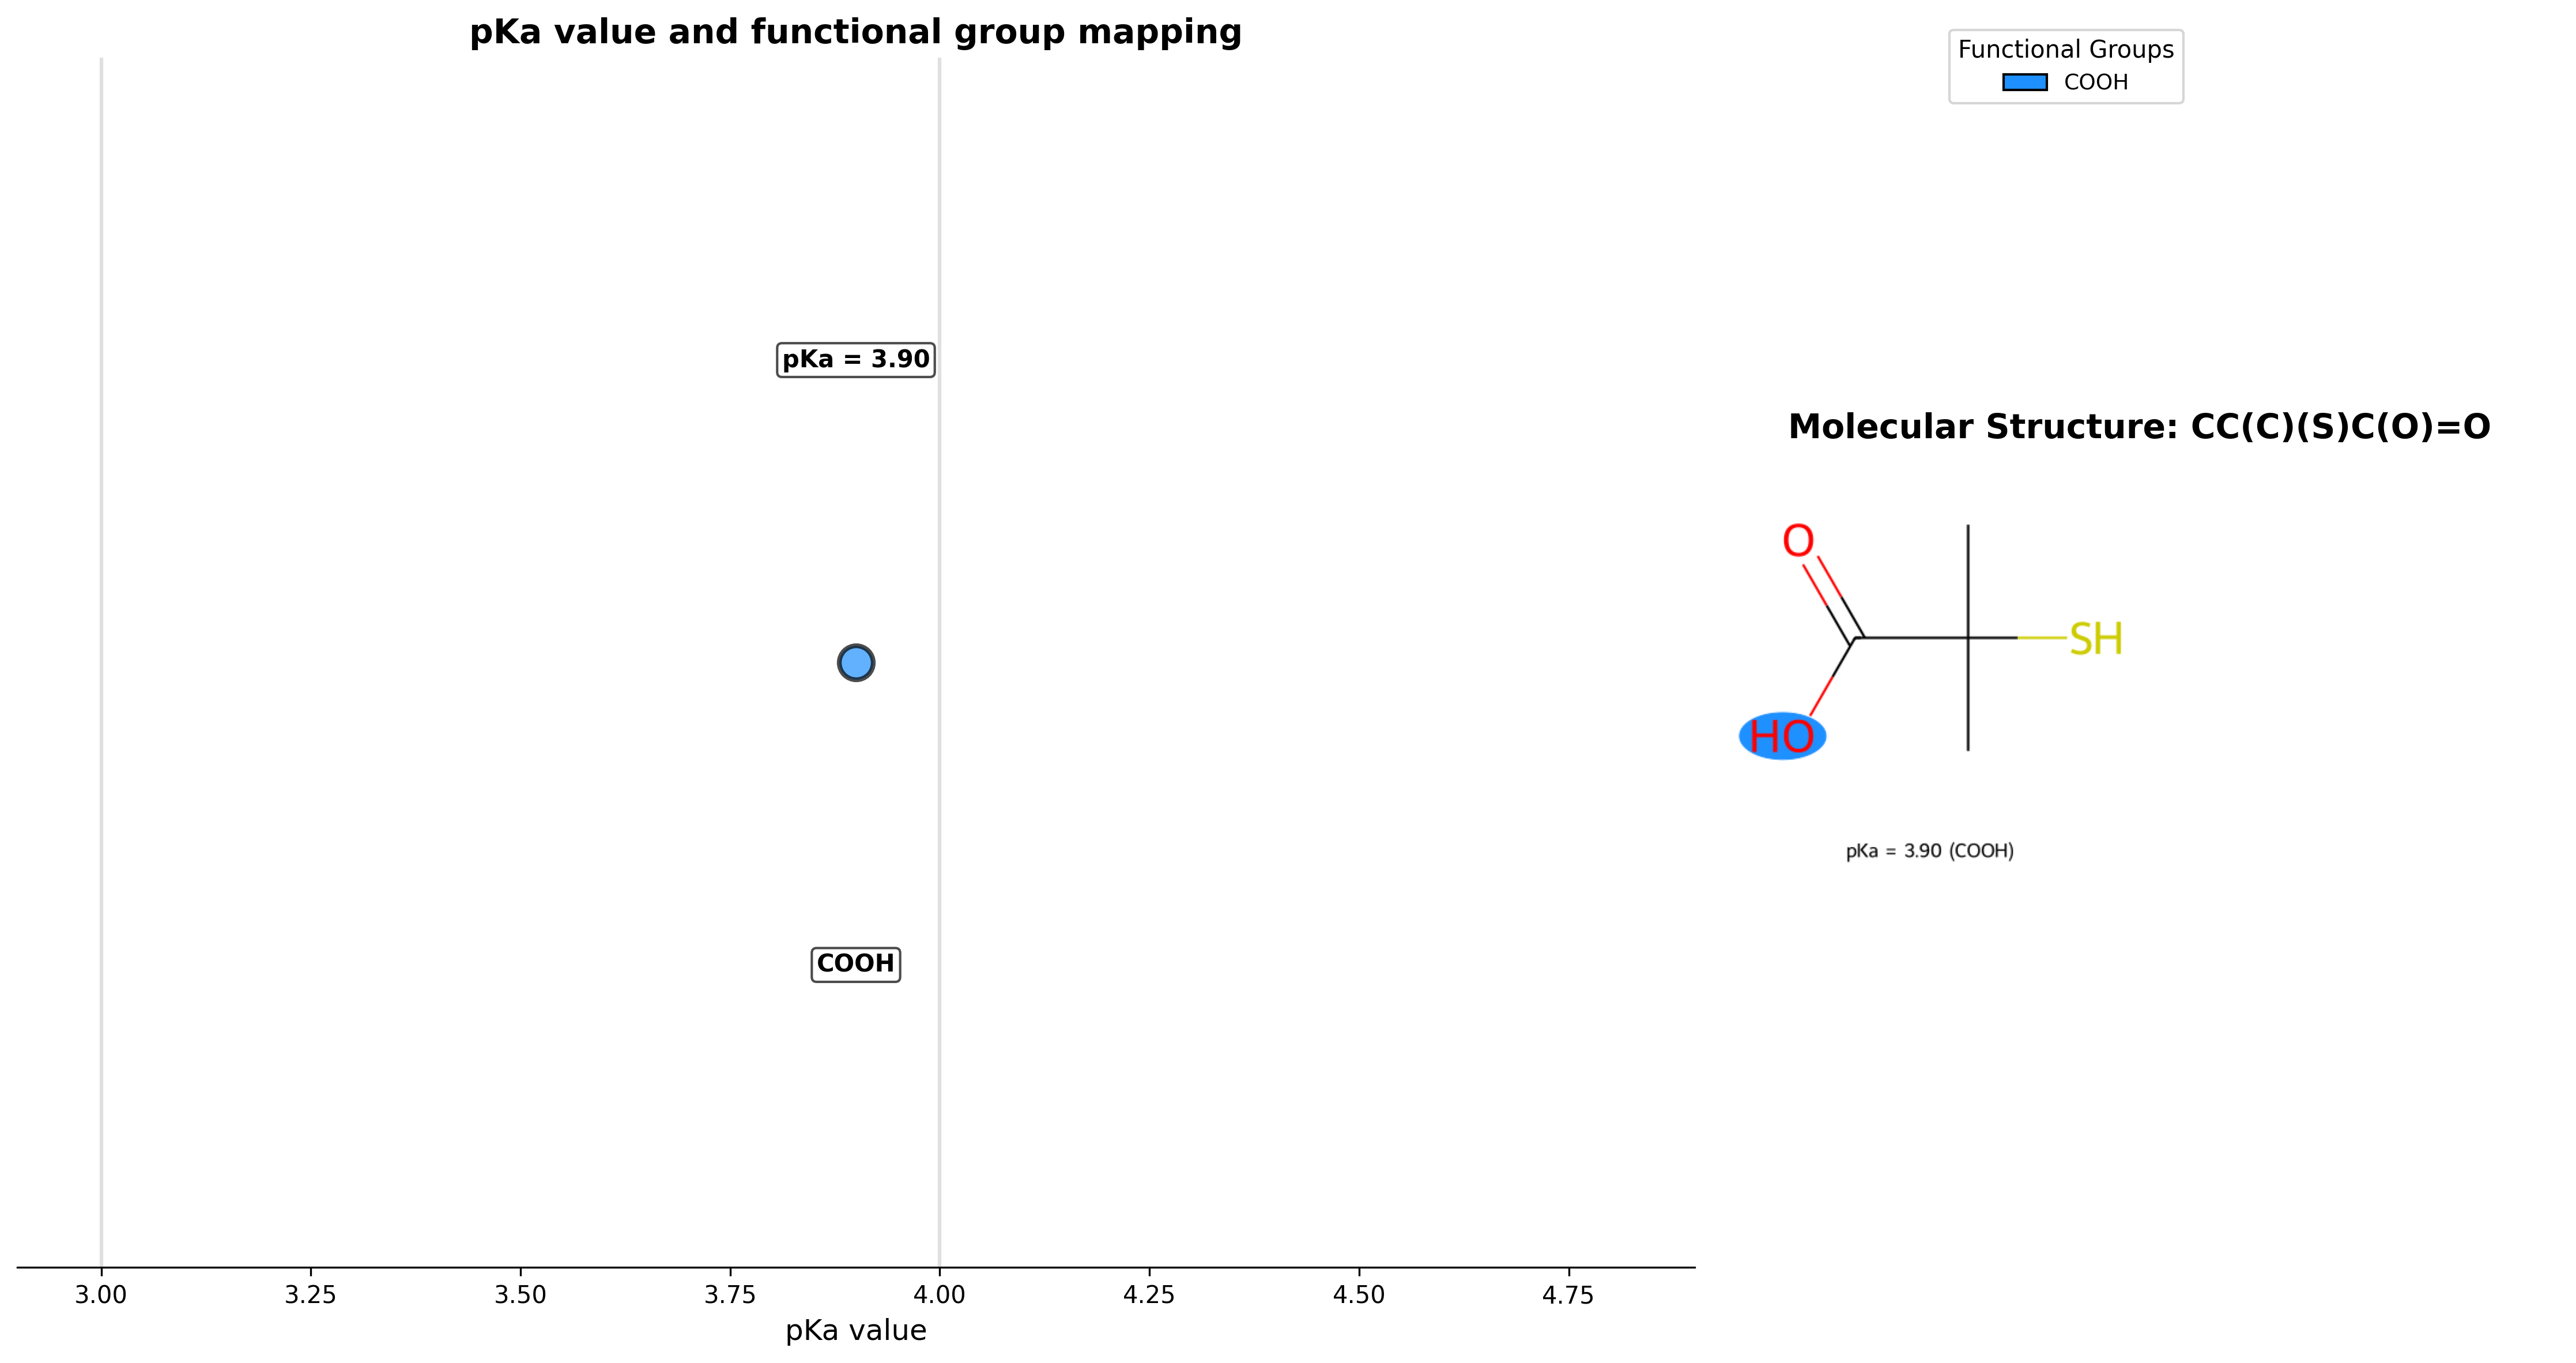 pKa value and functional group mapping
Functional Groups
COOH
pKa = 3.90
COOH
3.00 3.25 3.50 3.75 4.00 4.25 4.50 4.75
pKa value
Molecular Structure: CC(C)(S)C(O)=O
O
SH
HO
pKa = 3.90 (COOH)